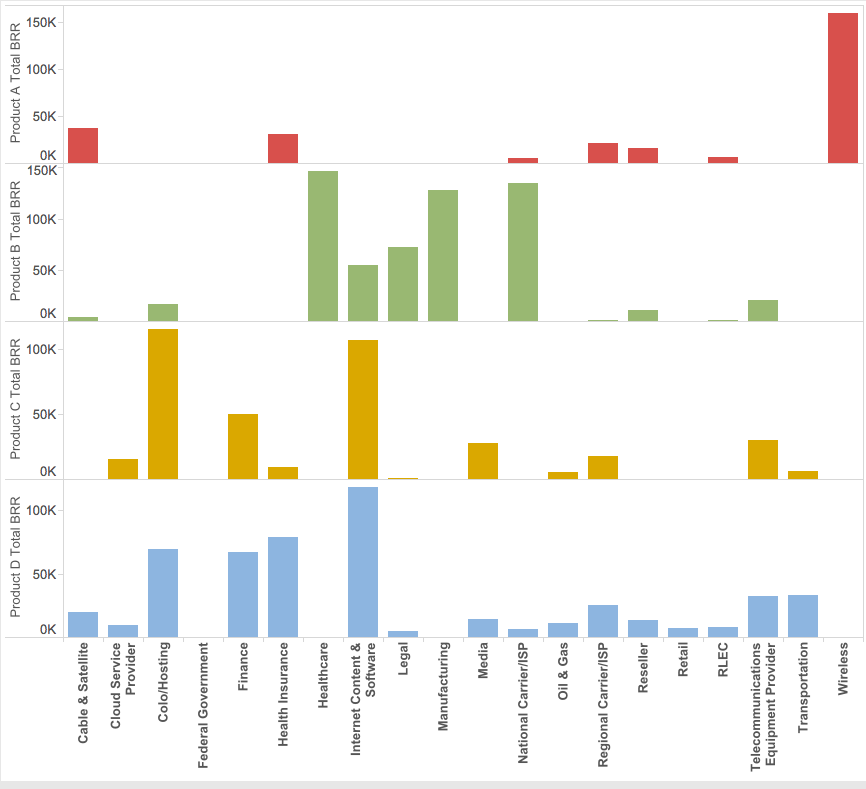 Product A Total BRR
150K
100K
50K
0K
Product B Total BRR
150K
100K
50K
0K
Product C Total BRR
100K
50K
0K
Product D Total BRR
100K
50K
0K
Cable & Satellite
Cloud Service
Provider
Colo/Hosting
Federal Government
Finance
Health Insurance
Healthcare
Internet Content &
Software
Legal
Manufacturing
Media
National Carrier/ISP
Oil & Gas
Regional Carrier/ISP
Reseller
Retail
RLEC
Telecommunications
Equipment Provider
Transportation
Wireless